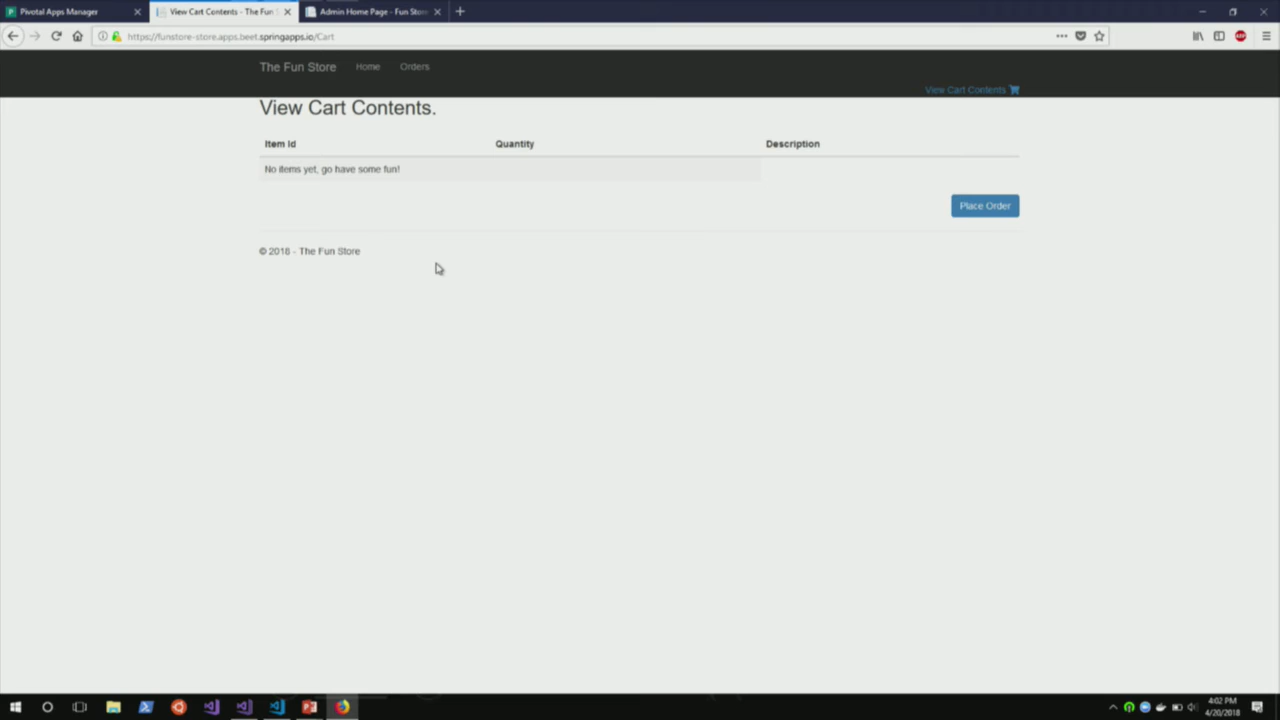 Pivotal Apps Manager
View Cart Contents - The Fun S
Admin Home Page - Fun Store
https://funstore-store.apps.beet.springapps.io/Cart
The Fun Store Home Orders
View Cart Contents
View Cart Contents.
Item Id Quantity Description
No items yet, go have some fun!
Place Order
© 2018 - The Fun Store
4:02 PM
4/20/2018